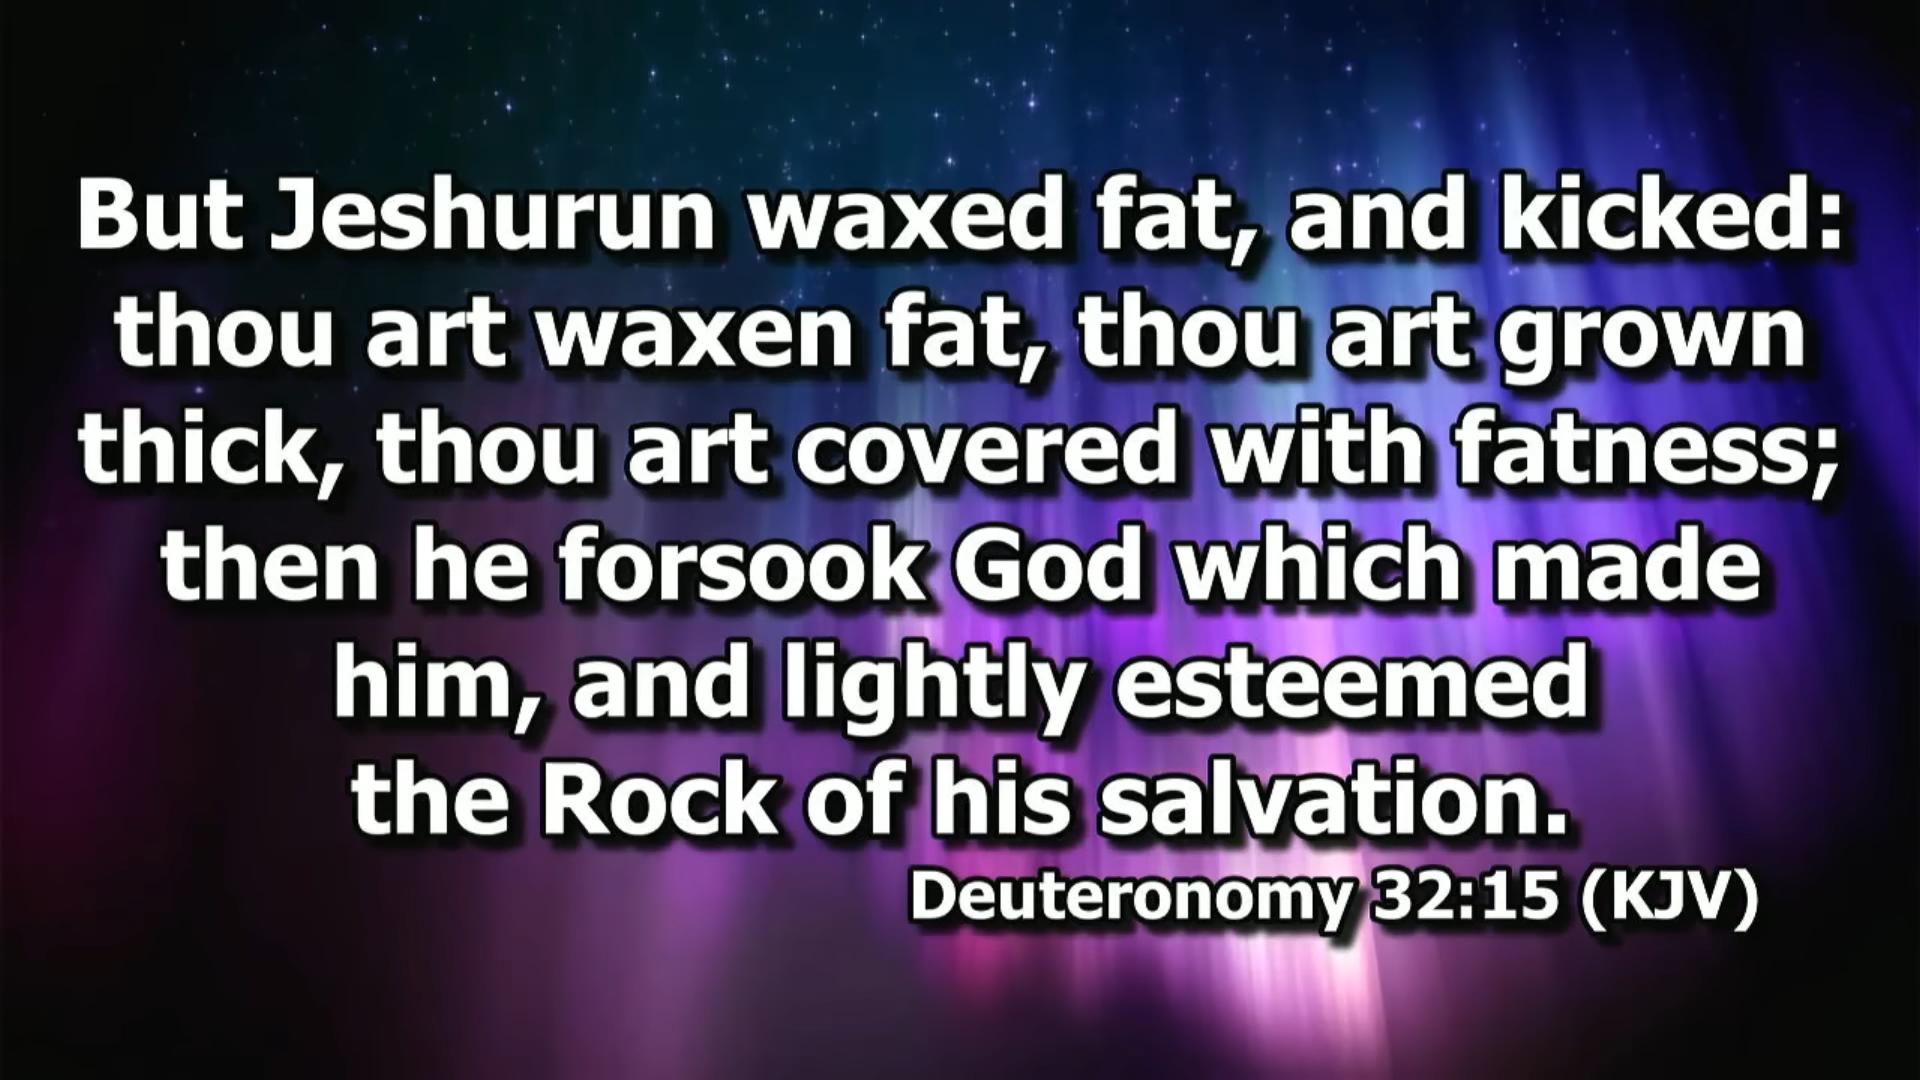 But Jeshurun waxed fat, and kicked:
thou art waxen fat, thou art grown
thick, thou art covered with fatness;
then he forsook God which made
him, and lightly esteemed
the Rock of his salvation.
Deuteronomy 32:15 (KJV)